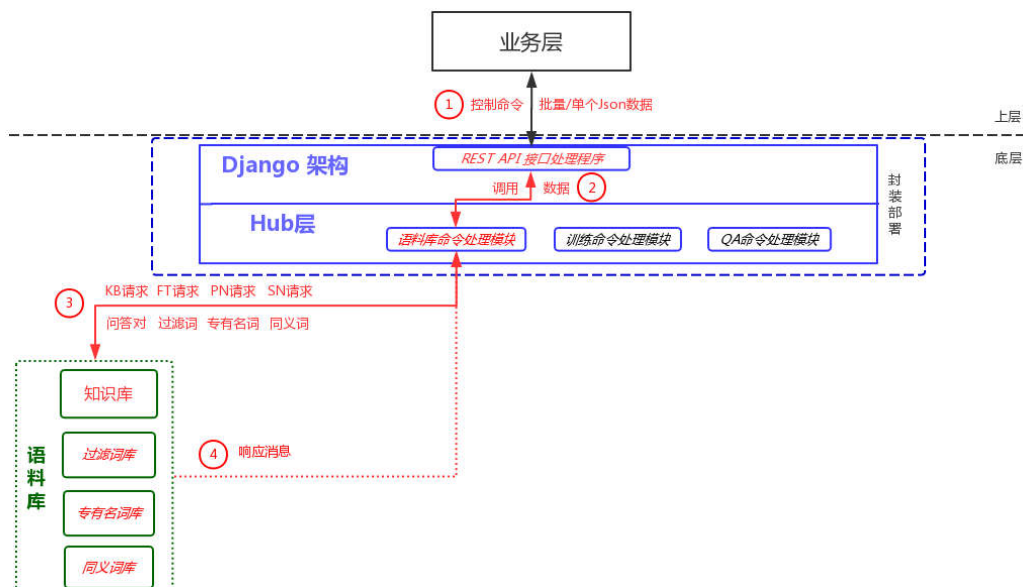 业务层
① 控制命令 批量/单个Json数据
上层
底层
Django 架构
REST API 接口处理程序
调用 数据 ②
封装部署
Hub层
语料库命令处理模块 训练命令处理模块 QA命令处理模块
③ KB请求 FT请求 PN请求 SN请求
问答对 过滤词 专有名词 同义词
语料库
知识库
④ 响应消息
过滤词库
专有名词库
同义词库